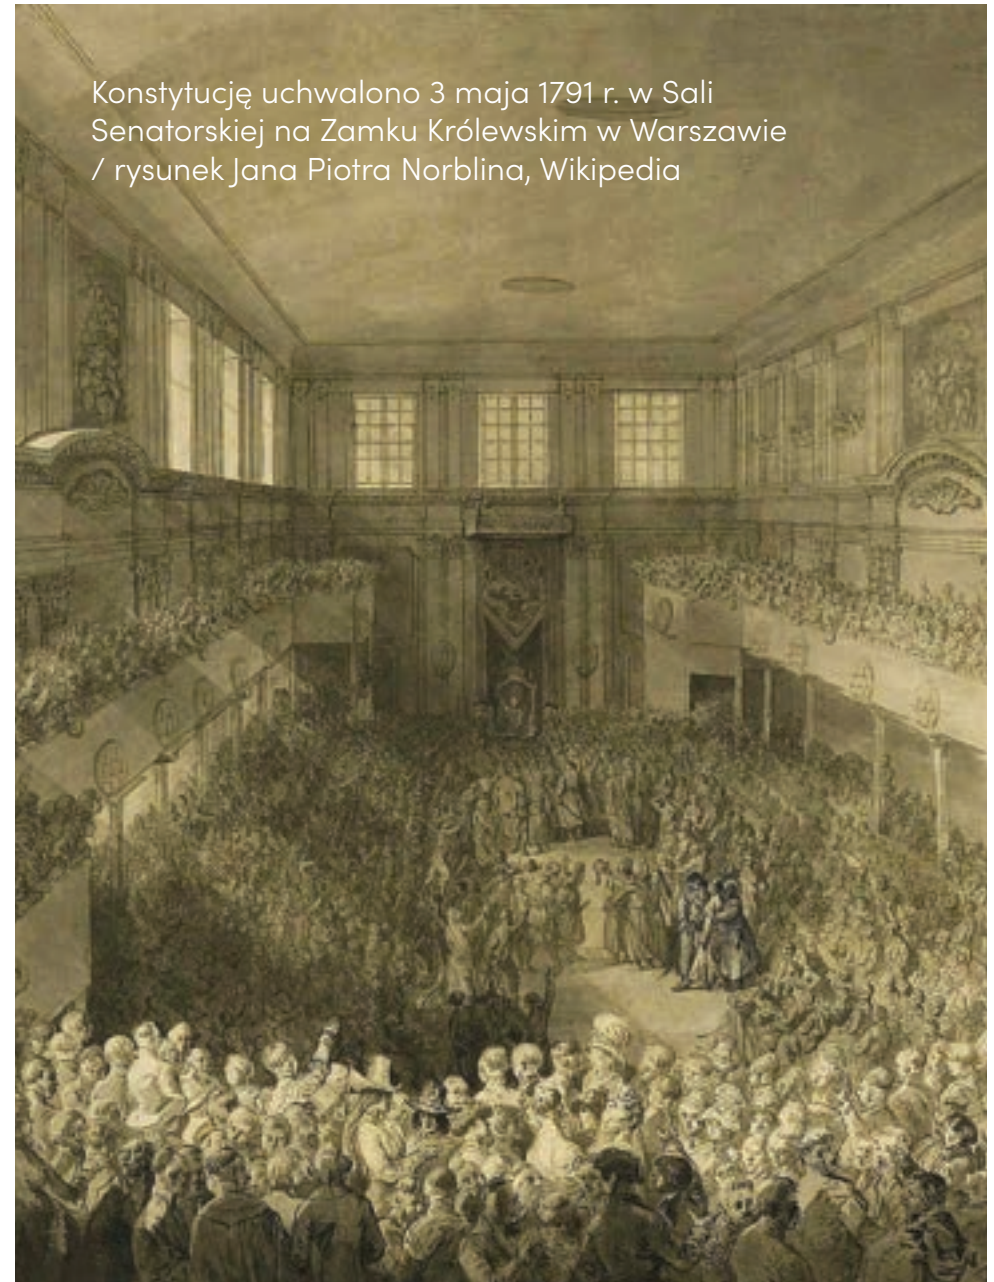 Konstytucję uchwalono 3 maja 1791 r. w Sali
Senatorskiej na Zamku Królewskim w Warszawie
/ rysunek Jana Piotra Norblina, Wikipedia